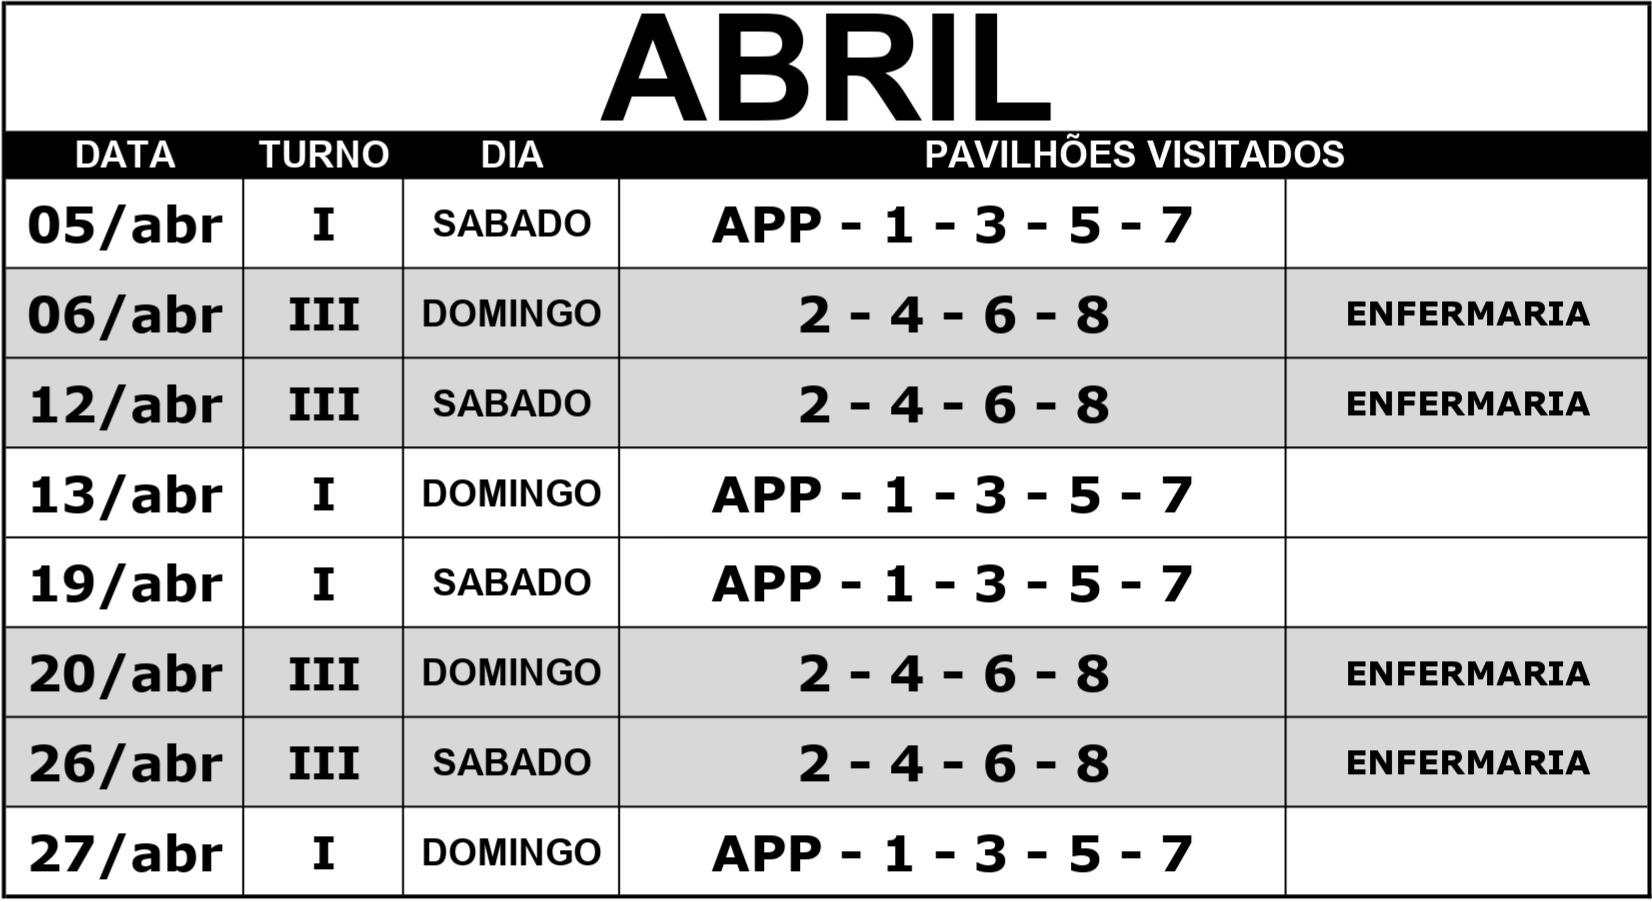 ABRIL
DATA TURNO DIA PAVILHÕES VISITADOS
05/abr I SABADO APP - 1 - 3 - 5 - 7
06/abr III DOMINGO 2 - 4 - 6 - 8 ENFERMARIA
12/abr III SABADO 2 - 4 - 6 - 8 ENFERMARIA
13/abr I DOMINGO APP - 1 - 3 - 5 - 7
19/abr I SABADO APP - 1 - 3 - 5 - 7
20/abr III DOMINGO 2 - 4 - 6 - 8 ENFERMARIA
26/abr III SABADO 2 - 4 - 6 - 8 ENFERMARIA
27/abr I DOMINGO APP - 1 - 3 - 5 - 7